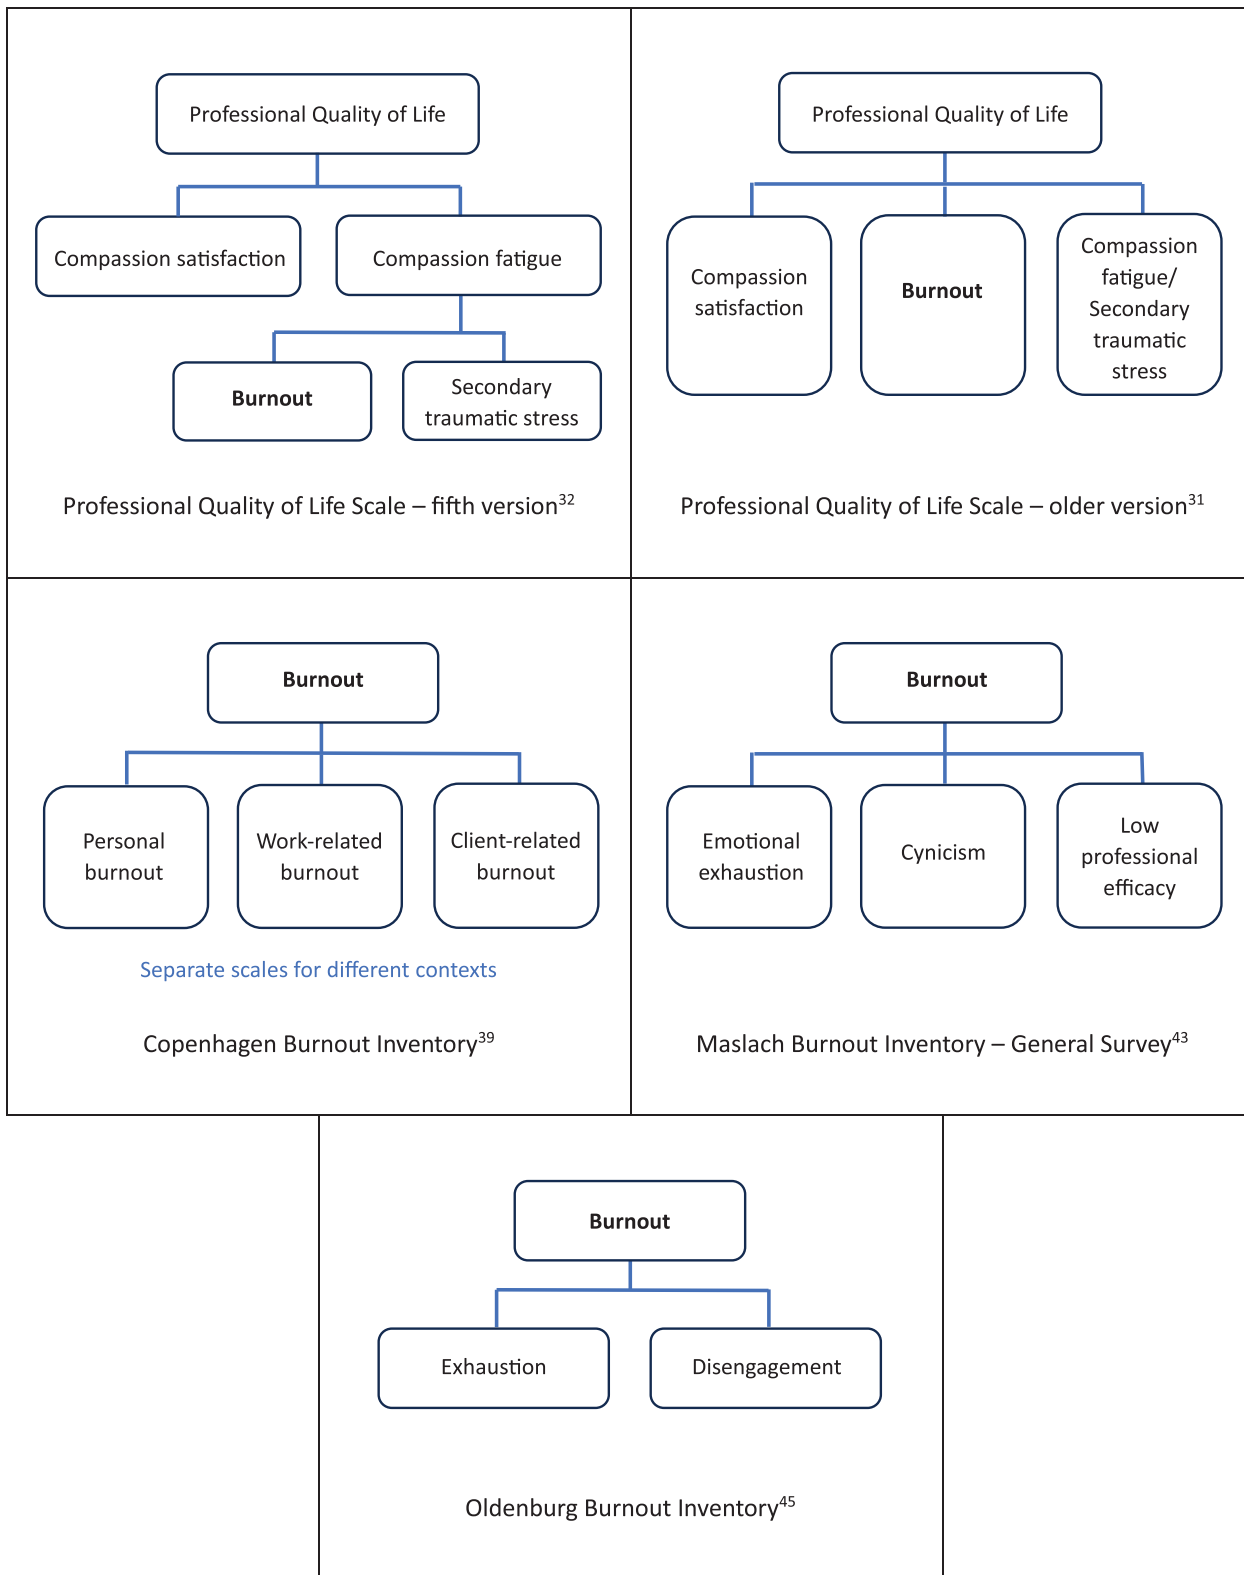 Professional Quality of Life
Compassion satisfaction
Compassion fatigue
Burnout
Secondary
traumatic stress
Professional Quality of Life Scale – fifth version32
Professional Quality of Life
Compassion
satisfaction
Burnout
Compassion
fatigue/
Secondary
traumatic
stress
Professional Quality of Life Scale – older version31
Burnout
Personal
burnout
Work-related
burnout
Client-related
burnout
Separate scales for different contexts
Copenhagen Burnout Inventory39
Burnout
Emotional
exhaustion
Cynicism
Low
professional
efficacy
Maslach Burnout Inventory – General Survey43
Burnout
Exhaustion
Disengagement
Oldenburg Burnout Inventory45